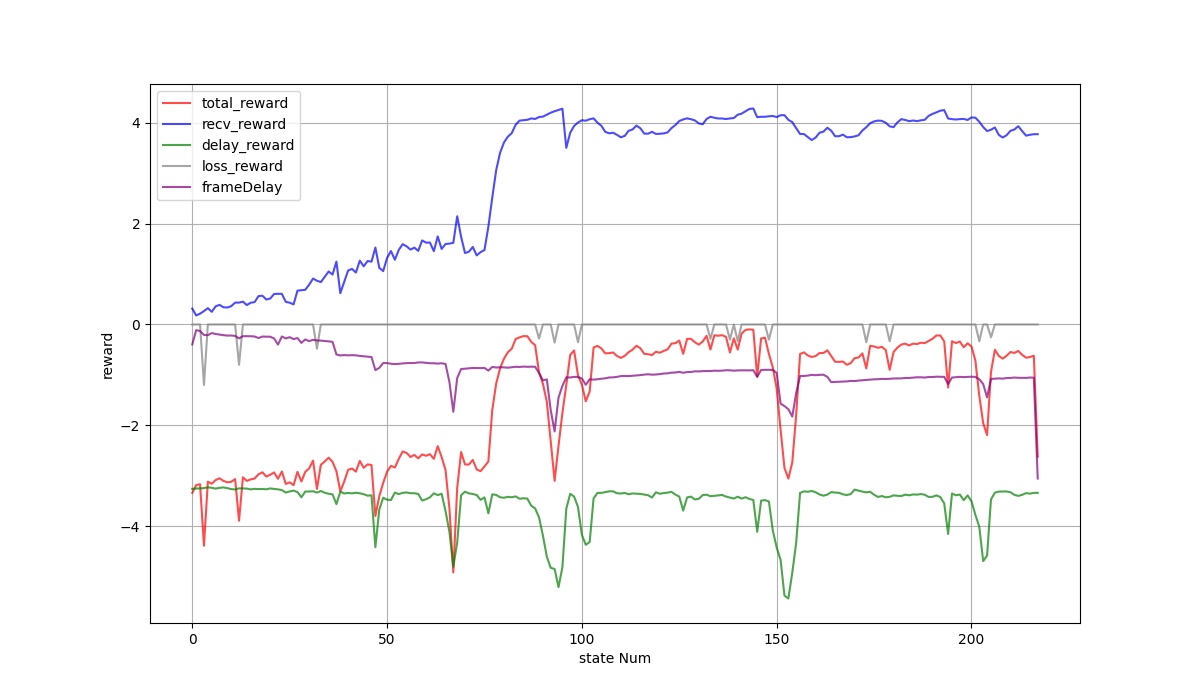 total_reward
recv_reward
delay_reward
loss_reward
frameDelay
4
2
0
−2
−4
reward
0 50 100 150 200
state Num